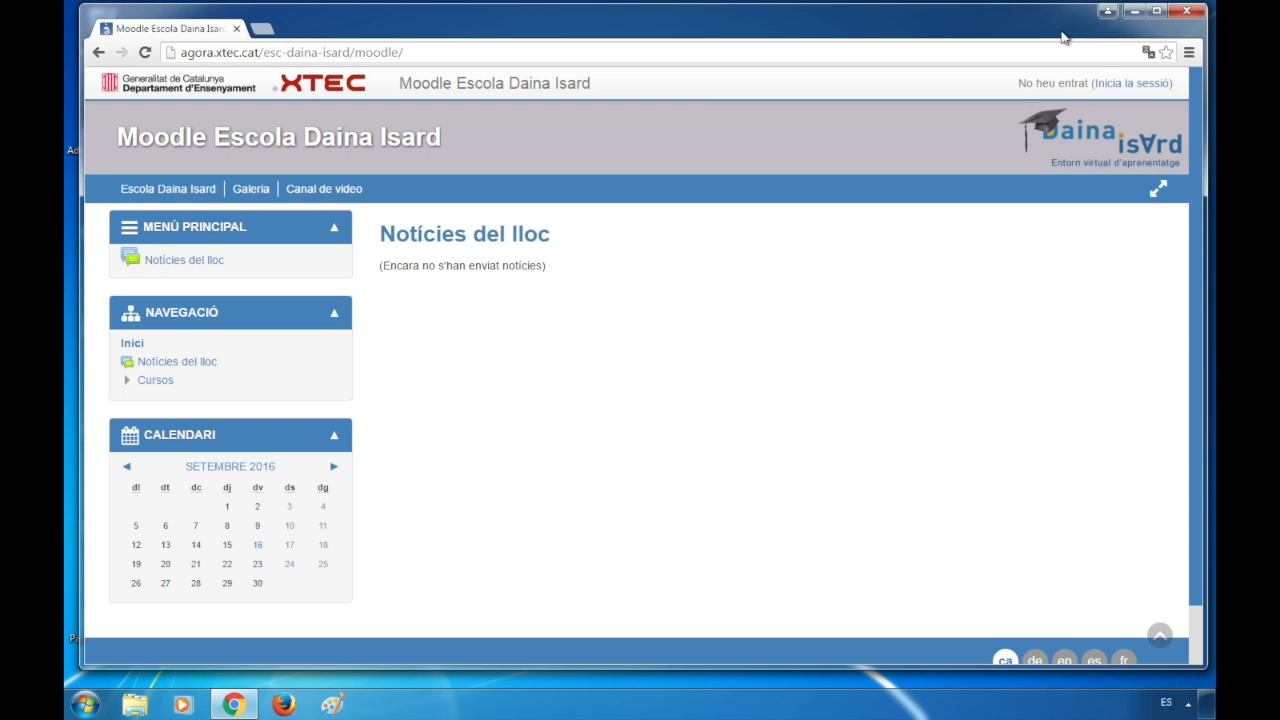 Moodle Escola Daina Isar
agora.xtec.cat/esc-daina-isard/moodle/
Generalitat de Catalunya
Departament d'Ensenyament
XTEC
Moodle Escola Daina Isard
No heu entrat (Inicia la sessió)
Moodle Escola Daina Isard
Daina isard
Entorn virtual d'aprenentatge
Escola Daina Isard
Galeria
Canal de video
MENÚ PRINCIPAL
Notícies del lloc
NAVEGACIÓ
Inici
Notícies del lloc
Cursos
CALENDARI
SETEMBRE 2016
dl dt dc dj dv ds dg
1 2 3 4
5 6 7 8 9 10 11
12 13 14 15 16 17 18
19 20 21 22 23 24 25
26 27 28 29 30
Notícies del lloc
(Encara no s'han enviat notícies)
ca de en es fr
ES